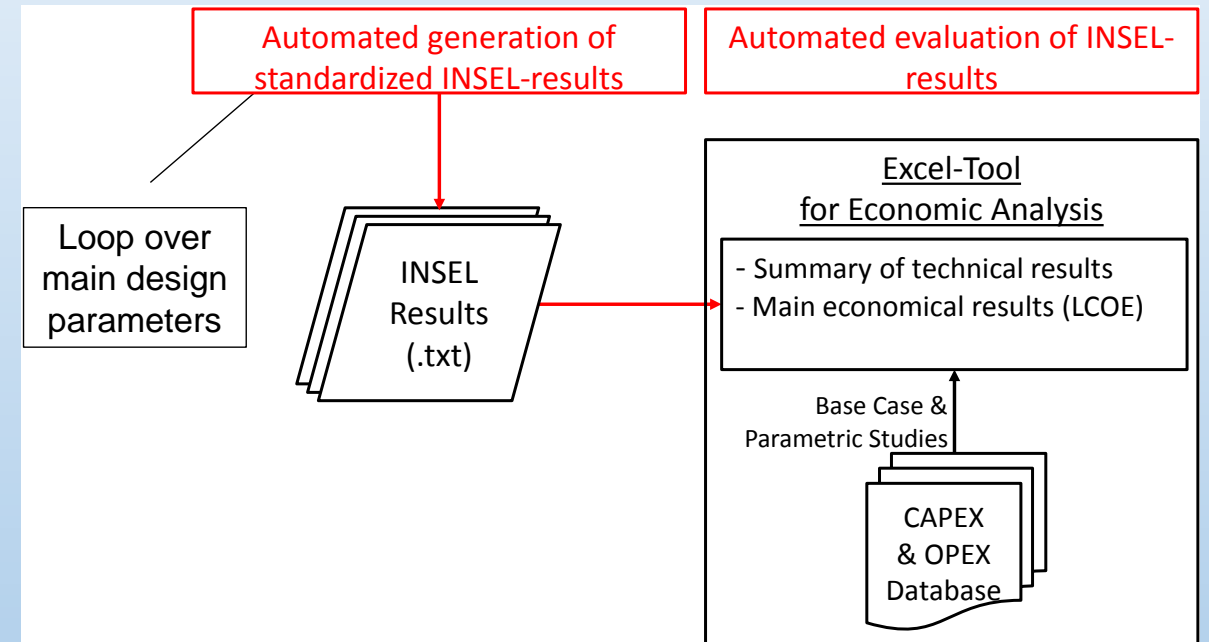 Automated generation of
standardized INSEL-results
Automated evaluation of INSEL-
results
Loop over
main design
parameters
INSEL
Results
(.txt)
Excel-Tool
for Economic Analysis
- Summary of technical results
- Main economical results (LCOE)
Base Case &
Parametric Studies
CAPEX
& OPEX
Database